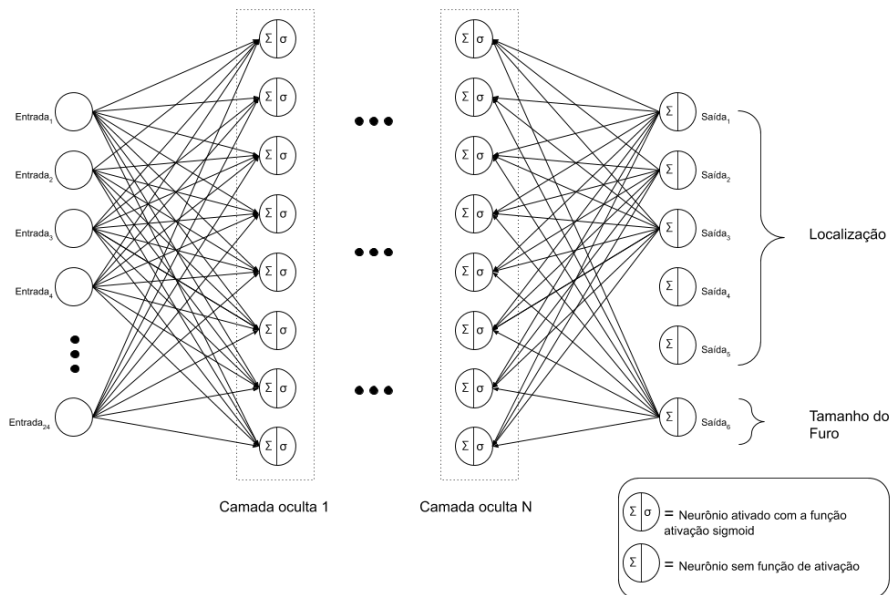 Entrada1
Entrada2
Entrada3
Entrada4
Entrada24
Σ σ
Σ σ
Σ σ
Σ σ
Σ σ
Σ σ
Σ σ
Σ σ
Camada oculta 1
Σ σ
Σ σ
Σ σ
Σ σ
Σ σ
Σ σ
Σ σ
Σ σ
Camada oculta N
Σ Saída1
Σ Saída2
Σ Saída3
Σ Saída4
Σ Saída5
Σ Saída6
Localização
Tamanho do
Furo
Σ σ = Neurônio ativado com a função
ativação sigmoid
Σ = Neurônio sem função de ativação